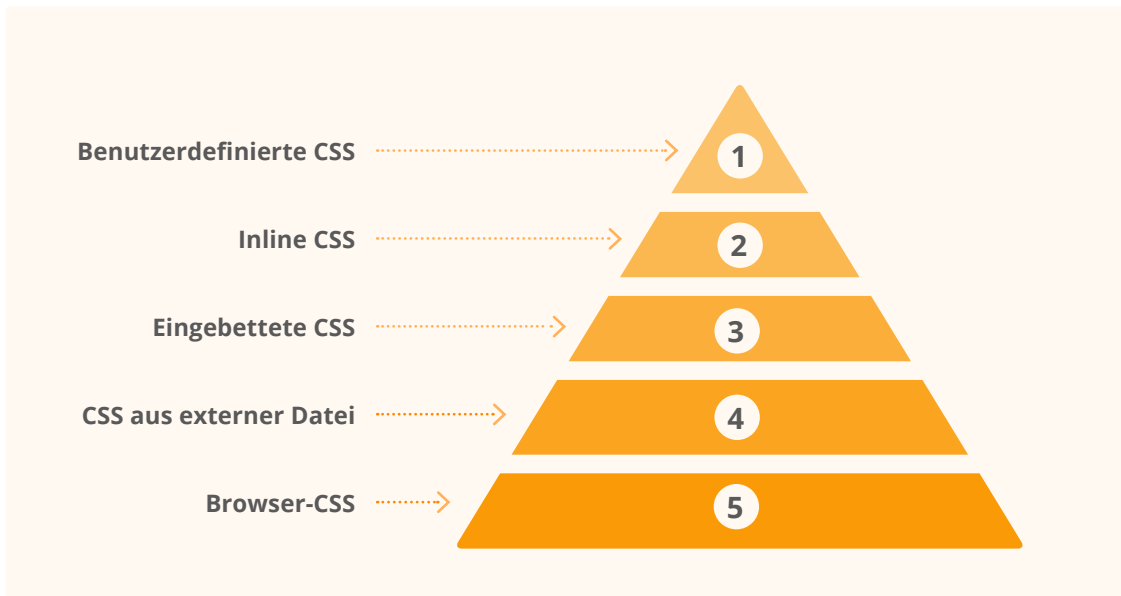 Benutzerdefinierte CSS
1
Inline CSS
2
Eingebettete CSS
3
CSS aus externer Datei
4
Browser-CSS
5